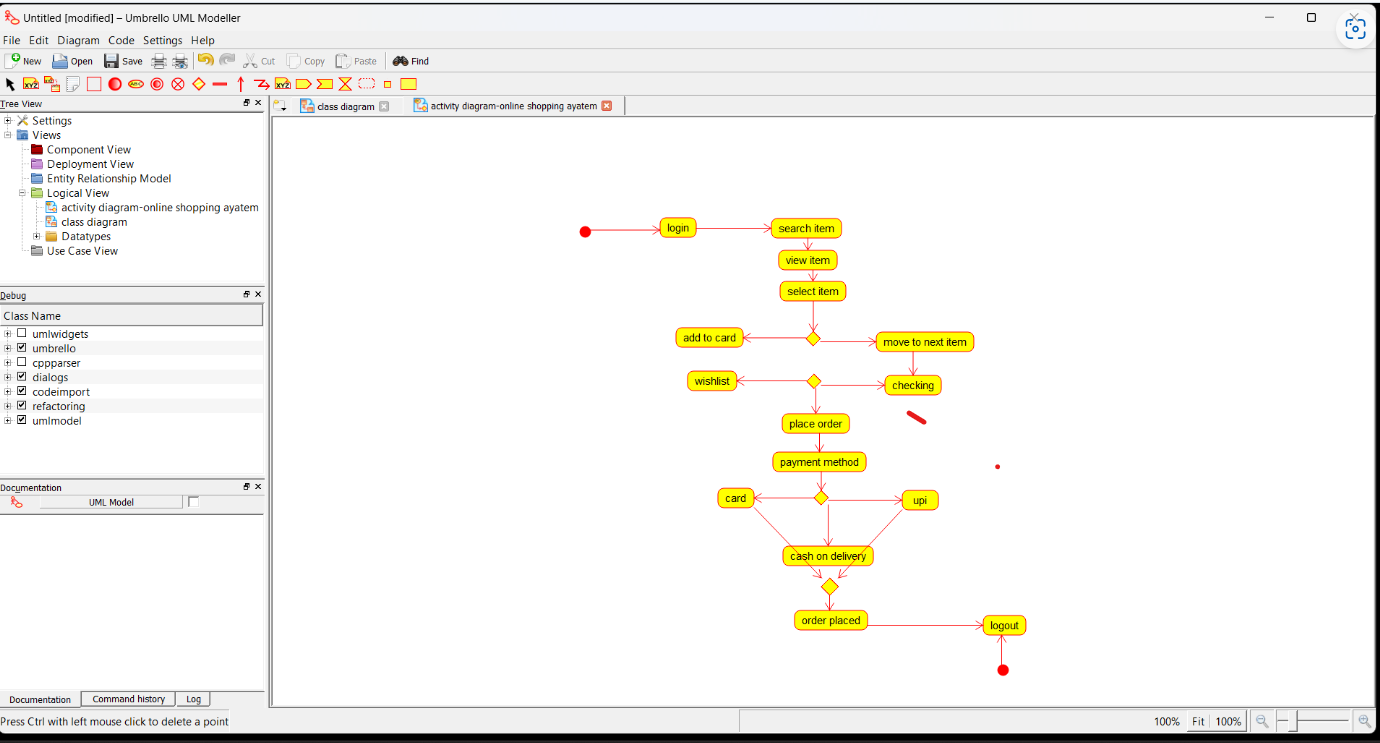 Untitled [modified] – Umbrello UML Modeller
File Edit Diagram Code Settings Help
New Open Save Cut Copy Paste Find
Tree View
class diagram activity diagram-online shopping ayatem
Settings
Views
Component View
Deployment View
Entity Relationship Model
Logical View
activity diagram-online shopping ayatem
class diagram
Datatypes
Use Case View
Debug
Class Name
umlwidgets
umbrello
cppparser
dialogs
codeimport
refactoring
umlmodel
Documentation
UML Model
Documentation Command history Log
Press Ctrl with left mouse click to delete a point
login search item
view item
select item
add to card move to next item
wishlist checking
place order
payment method
card upi
cash on delivery
order placed logout
100% Fit 100%